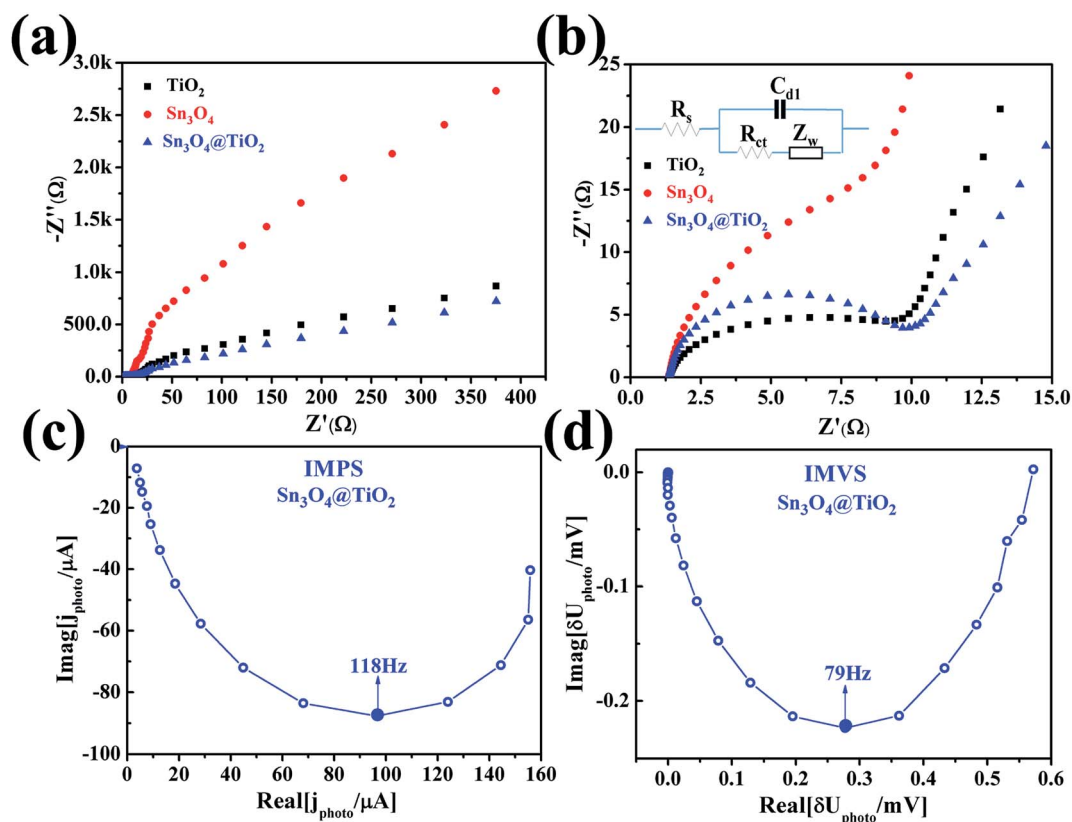 (a)
3.0k
2.5k
2.0k
1.5k
1.0k
500.0
0.0
-Z''(Ω)
TiO2
Sn3O4
Sn3O4@TiO2
0 50 100 150 200 250 300 350 400
Z'(Ω)
(b)
25
20
15
10
5
0
-Z''(Ω)
Rs
Cd1
Rct
Zw
TiO2
Sn3O4
Sn3O4@TiO2
0.0 2.5 5.0 7.5 10.0 12.5 15.0
Z'(Ω)
(c)
0
-20
-40
-60
-80
-100
Imag[jphoto/μA]
IMPS
Sn3O4@TiO2
118Hz
0 20 40 60 80 100 120 140 160
Real[jphoto/μA]
(d)
0.0
-0.1
-0.2
Imag[δUphoto/mV]
IMVS
Sn3O4@TiO2
79Hz
0.0 0.1 0.2 0.3 0.4 0.5 0.6
Real[δUphoto/mV]